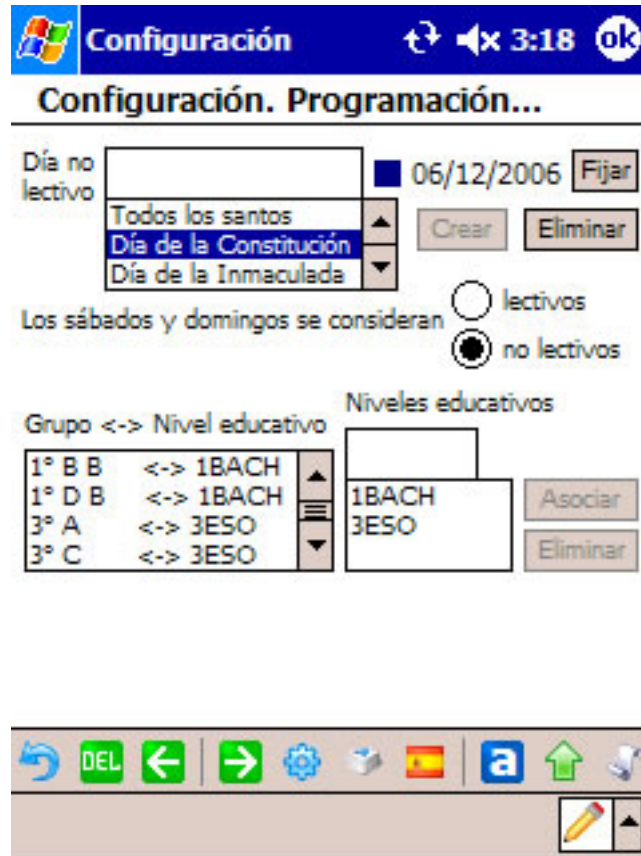 Configuración 3:18 ok
Configuración. Programación...
Día no lectivo
06/12/2006 Fijar
Todos los santos
Día de la Constitución
Día de la Inmaculada
Crear Eliminar
Los sábados y domingos se consideran
lectivos
no lectivos
Grupo <-> Nivel educativo
1º B B <-> 1BACH
1º D B <-> 1BACH
3º A <-> 3ESO
3º C <-> 3ESO
Niveles educativos
1BACH
3ESO
Asociar
Eliminar
DEL a